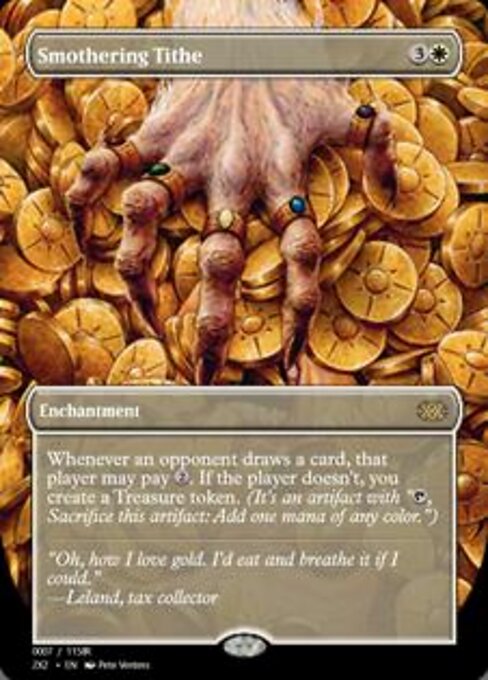 Smothering Tithe 3
Enchantment
Whenever an opponent draws a card, that
player may pay 2. If the player doesn't, you
create a Treasure token. (It's an artifact with ",
Sacrifice this artifact: Add one mana of any color.")
"Oh, how I love gold. I'd eat and breathe it if I
could."
—Leland, tax collector
2X2 • EN Pete Venters